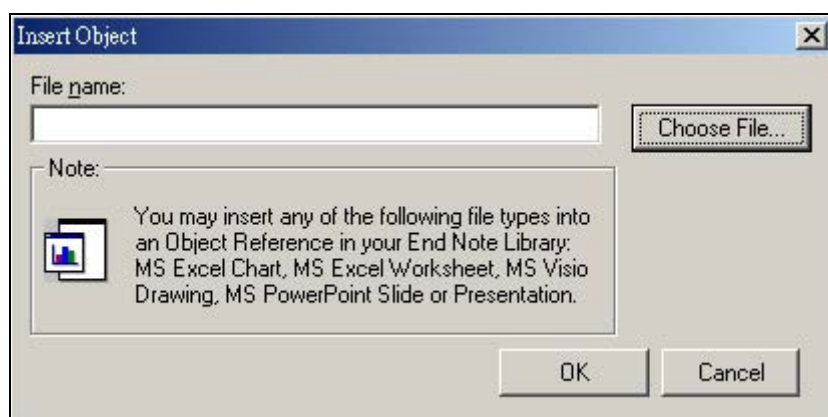 Insert Object
File name:
Choose File...
Note:
You may insert any of the following file types into
an Object Reference in your End Note Library:
MS Excel Chart, MS Excel Worksheet, MS Visio
Drawing, MS PowerPoint Slide or Presentation.
OK
Cancel